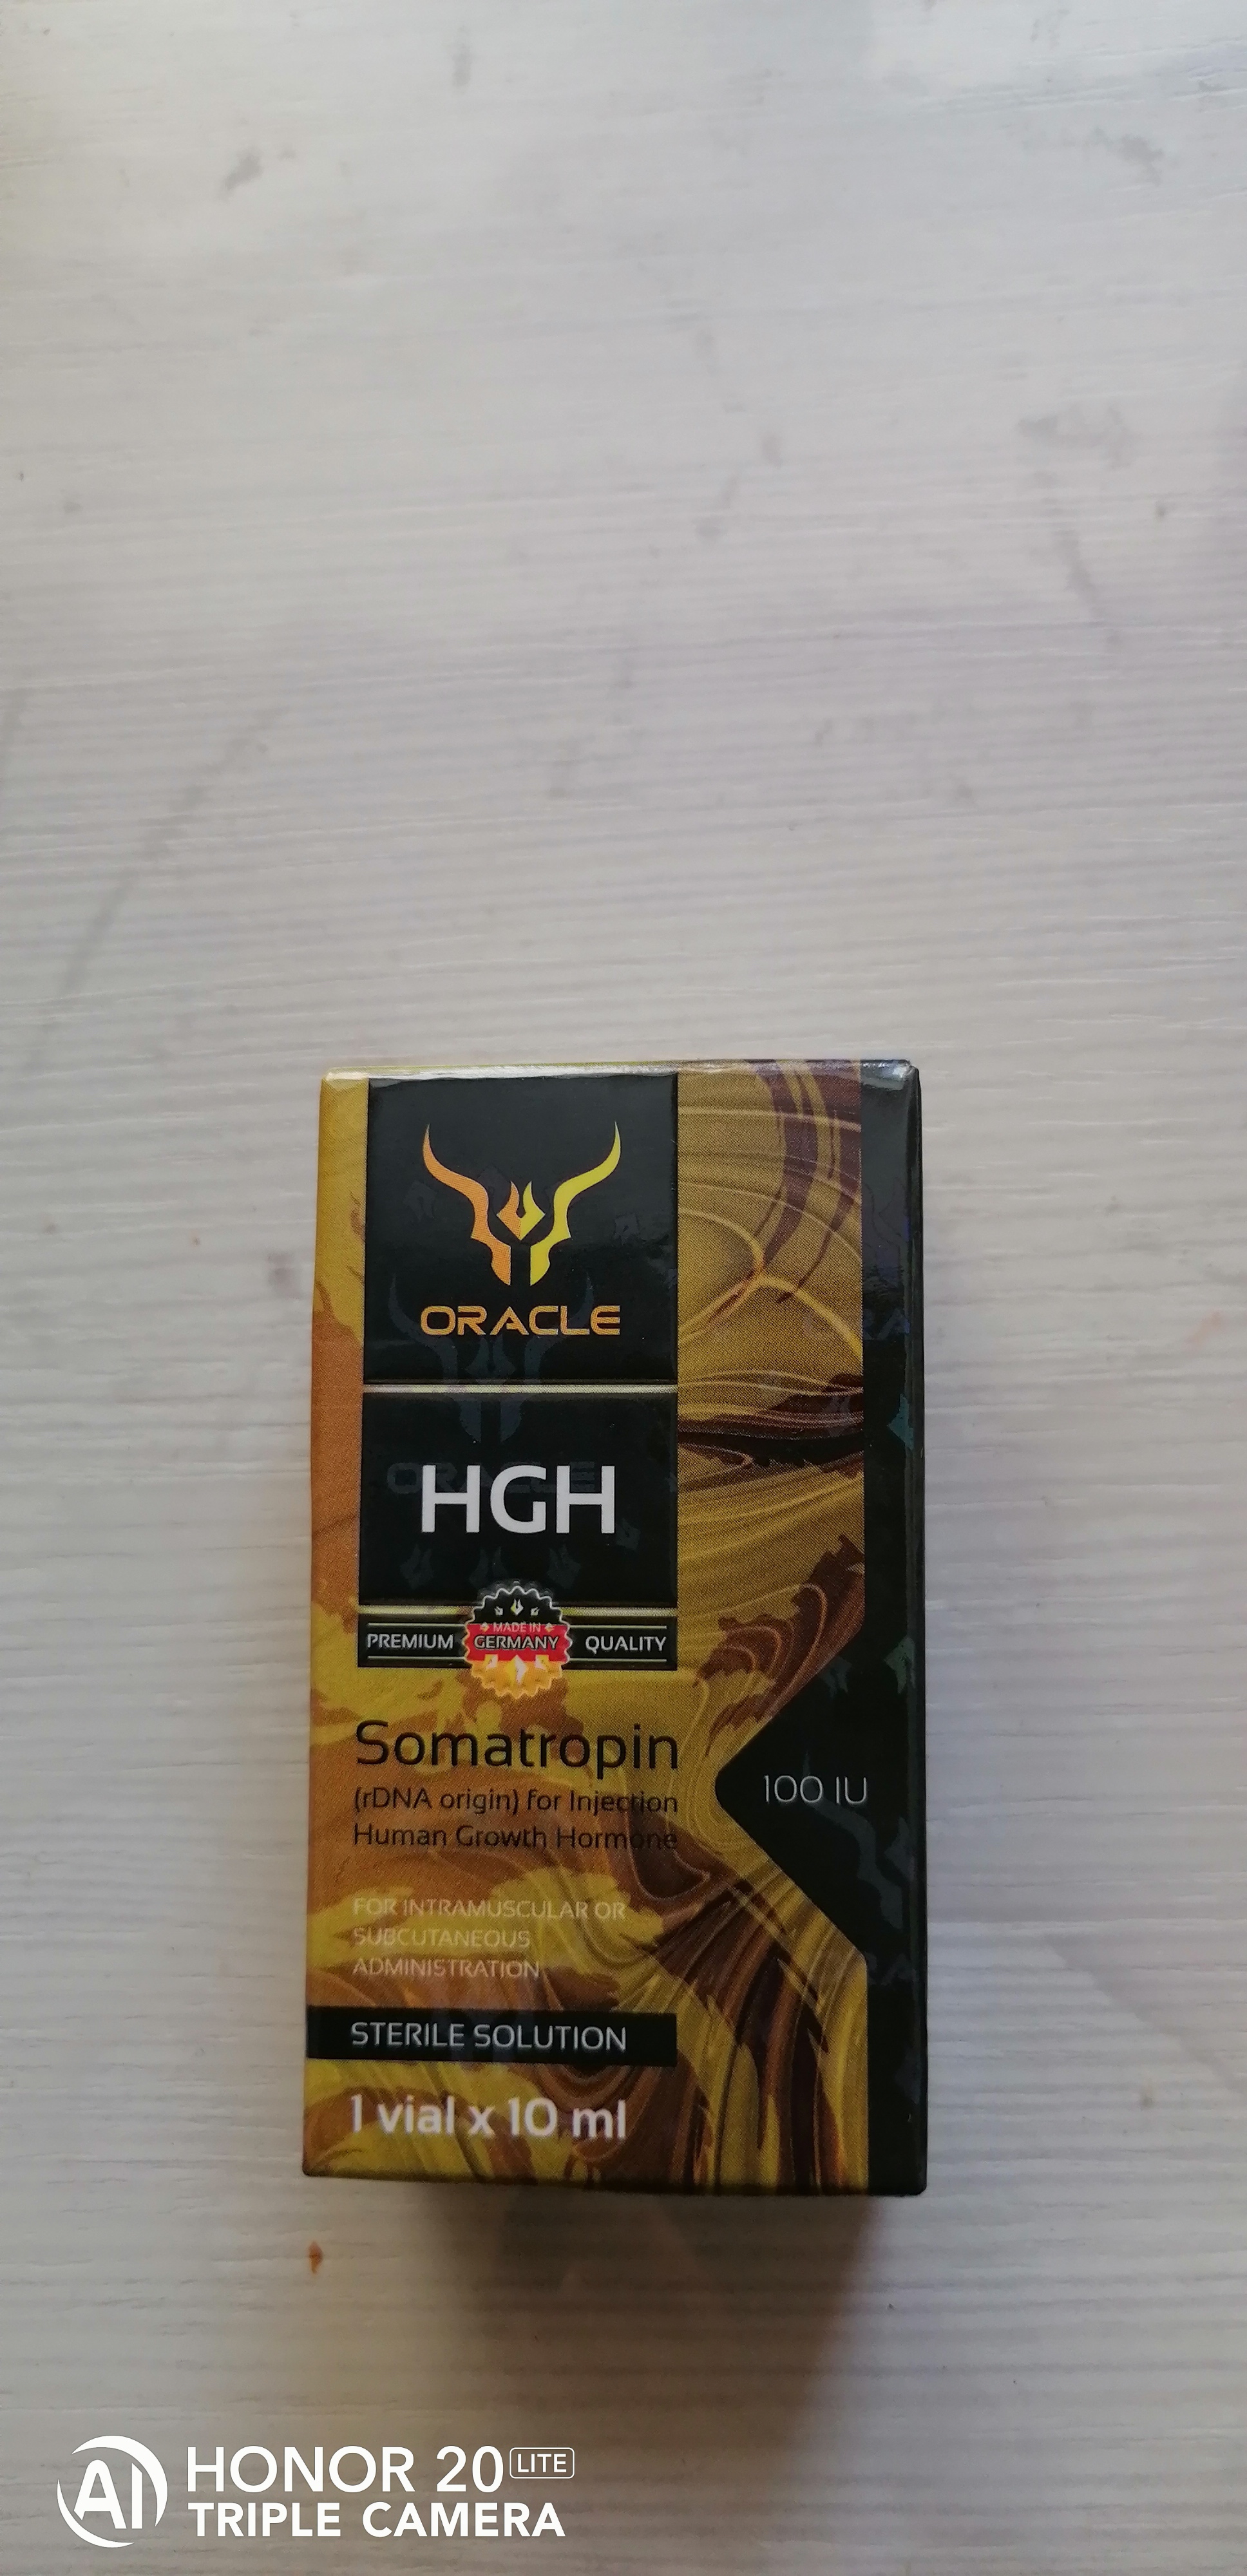 ORACLE
HGH
PREMIUM MADE IN GERMANY QUALITY
Somatropin
(rDNA origin) for Injection
Human Growth Hormone
100 IU
FOR INTRAMUSCULAR OR
SUBCUTANEOUS
ADMINISTRATION
STERILE SOLUTION
1 vial x 10 ml
AI HONOR 20 LITE
TRIPLE CAMERA